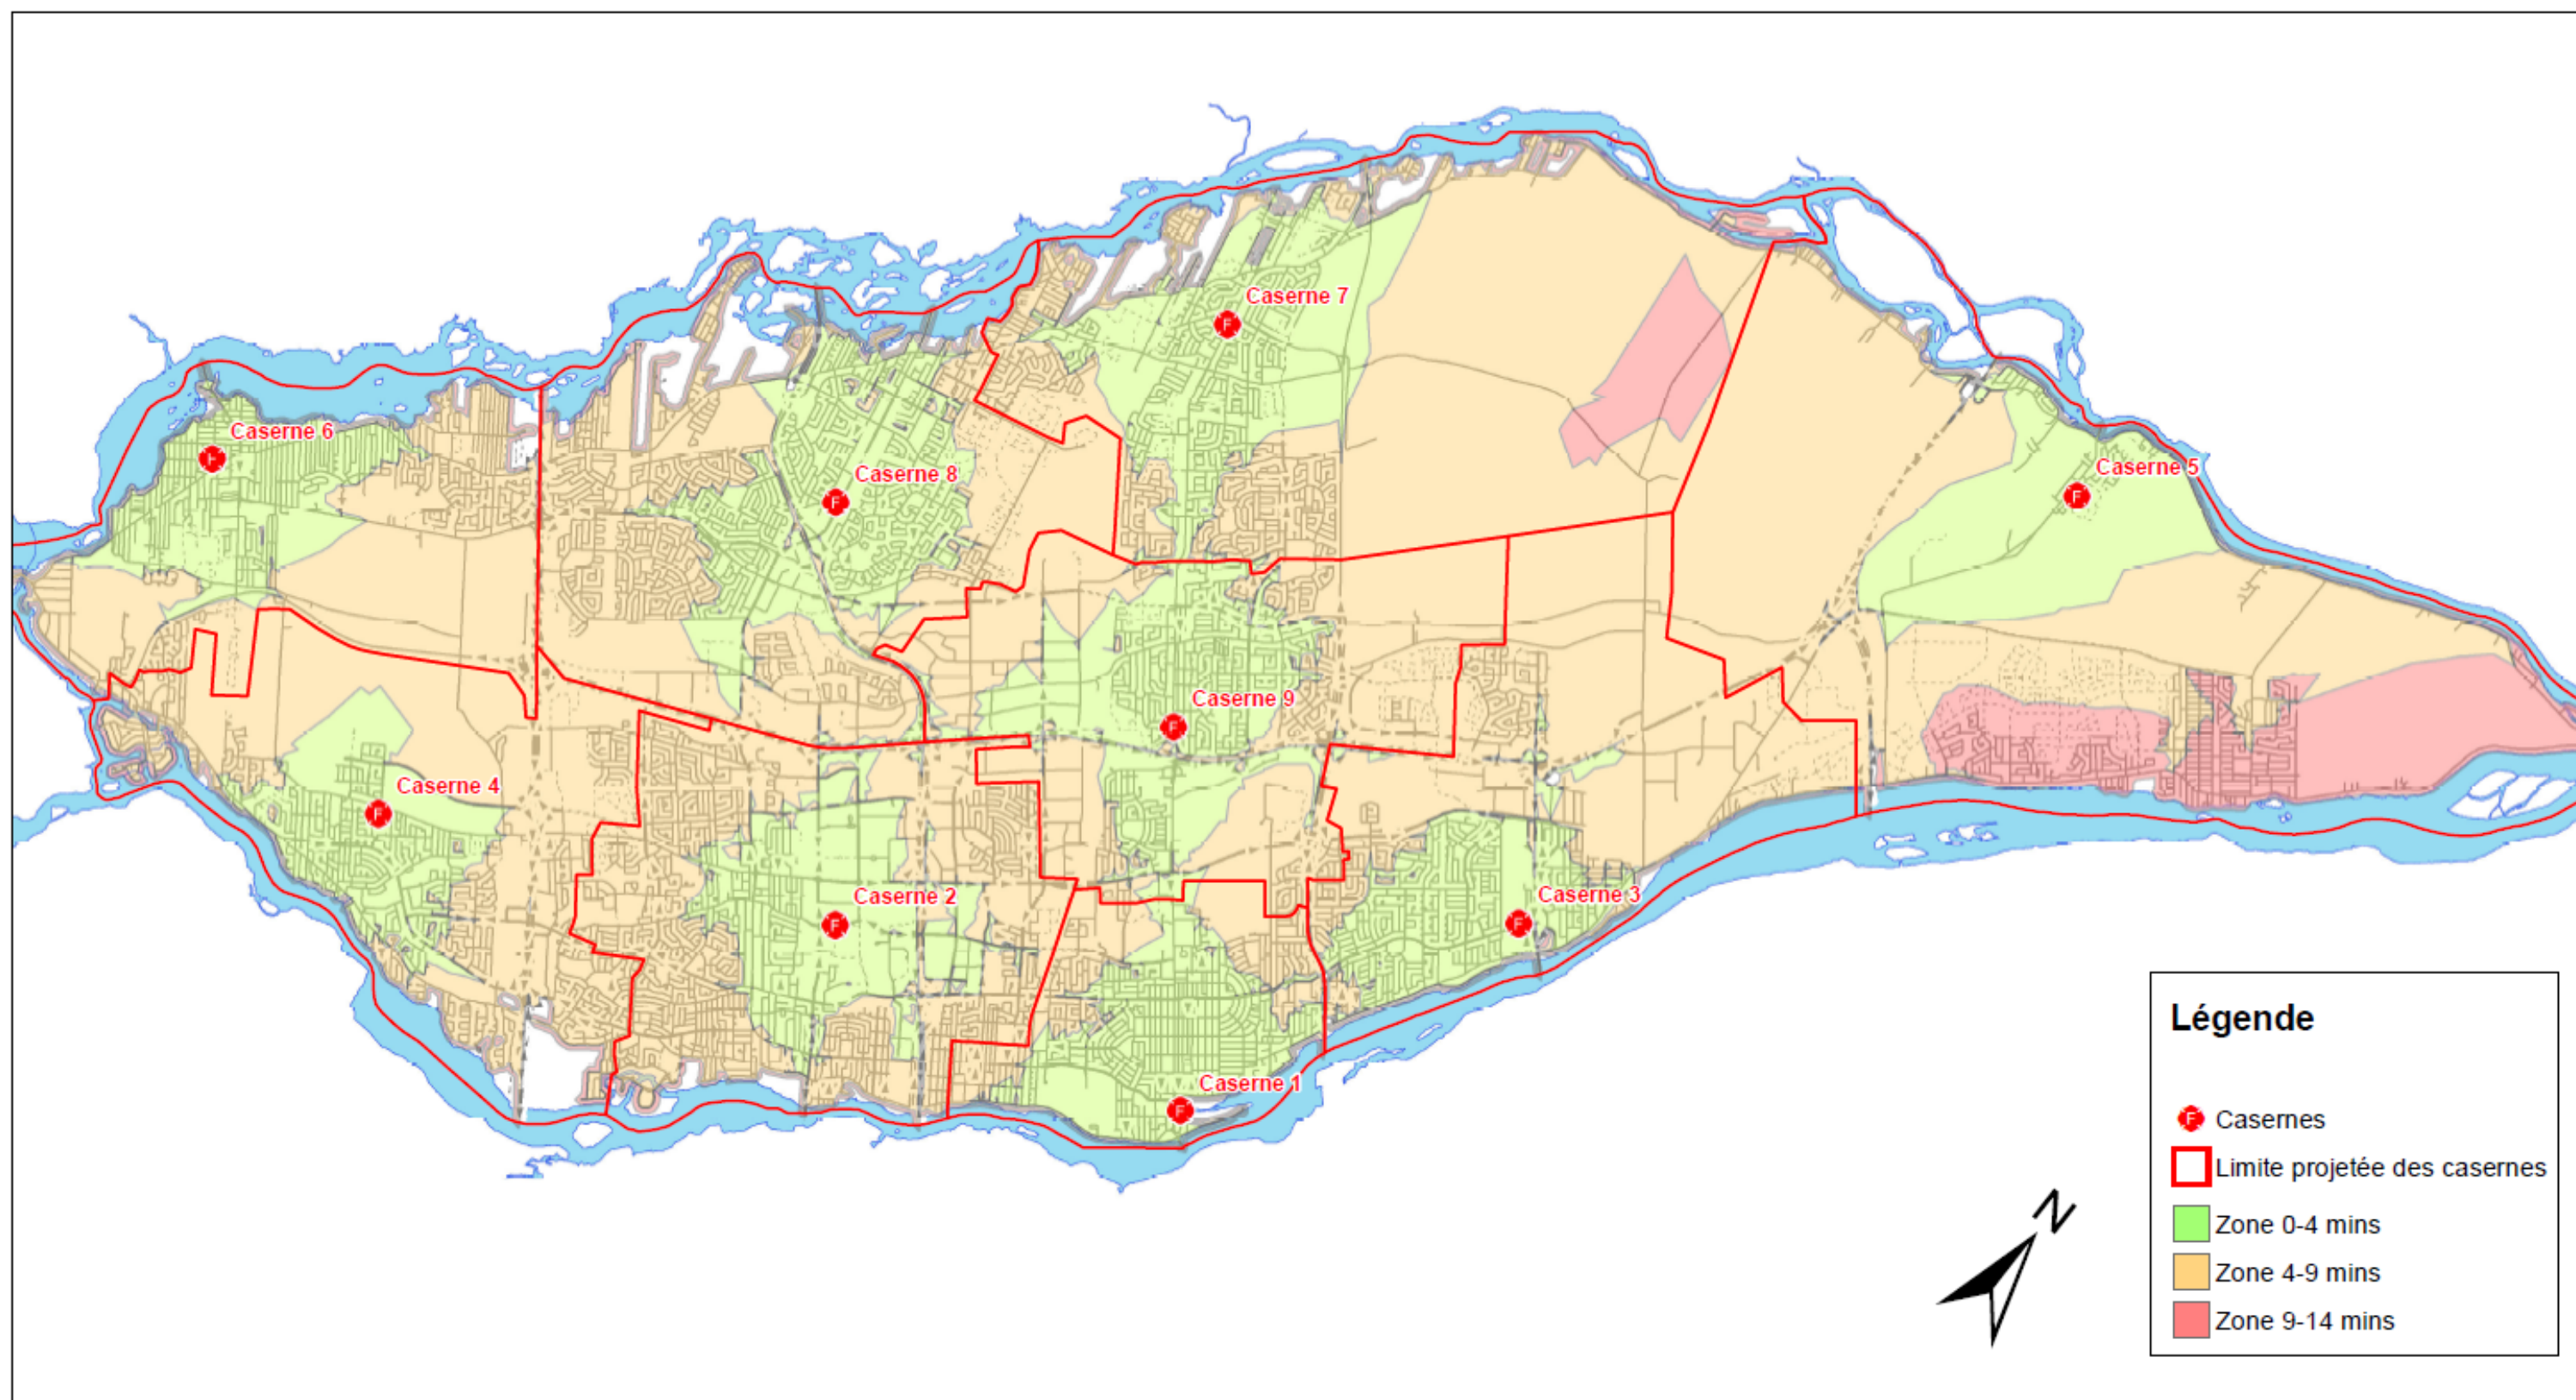 Caserne 7
Caserne 6
Caserne 8
Caserne 5
Caserne 9
Caserne 4
Caserne 2
Caserne 3
Caserne 1
N
Légende
F Casernes
Limite projetée des casernes
Zone 0-4 mins
Zone 4-9 mins
Zone 9-14 mins